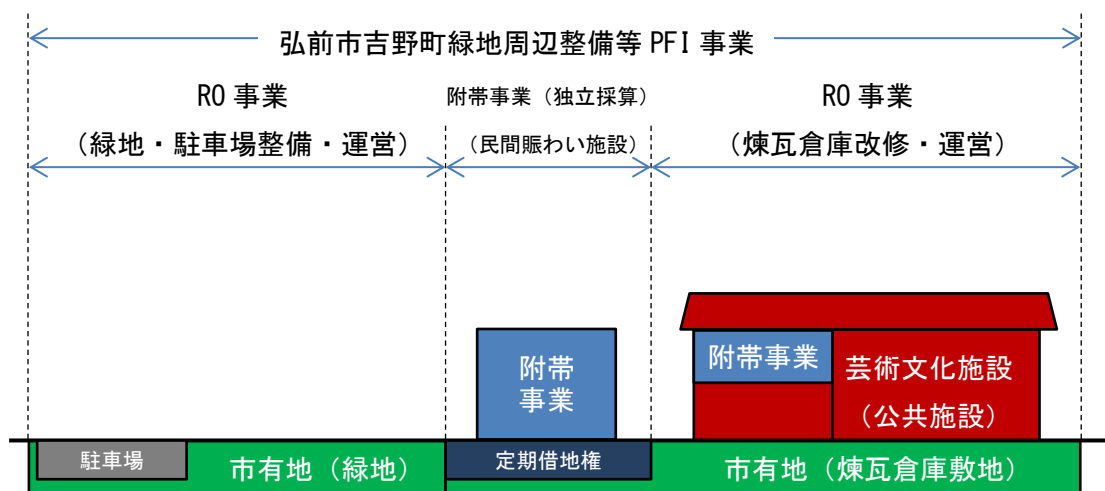 弘前市吉野町緑地周辺整備等 PFI 事業
RO 事業
（緑地・駐車場整備・運営）
附帯事業（独立採算）
（民間賑わい施設）
RO 事業
（煉瓦倉庫改修・運営）
附帯
事業
附帯事業
芸術文化施設
（公共施設）
駐車場
市有地（緑地）
定期借地権
市有地（煉瓦倉庫敷地）